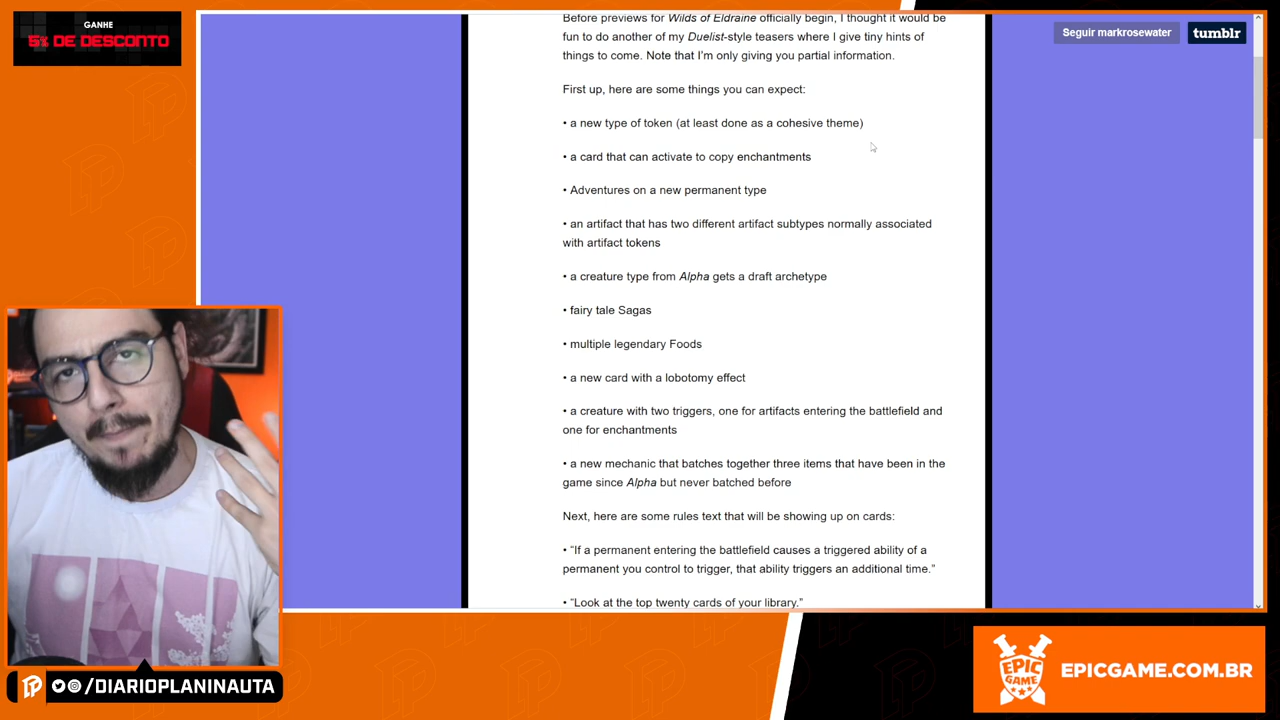 GANHE
5% DE DESCONTO
Before previews for Wilds of Eldraine officially begin, I thought it would be
fun to do another of my Duelist-style teasers where I give tiny hints of
things to come. Note that I'm only giving you partial information.
Seguir markrosewater
tumblr
First up, here are some things you can expect:
• a new type of token (at least done as a cohesive theme)
• a card that can activate to copy enchantments
• Adventures on a new permanent type
• an artifact that has two different artifact subtypes normally associated
with artifact tokens
• a creature type from Alpha gets a draft archetype
• fairy tale Sagas
• multiple legendary Foods
• a new card with a lobotomy effect
• a creature with two triggers, one for artifacts entering the battlefield and
one for enchantments
• a new mechanic that batches together three items that have been in the
game since Alpha but never batched before
Next, here are some rules text that will be showing up on cards:
• “If a permanent entering the battlefield causes a triggered ability of a
permanent you control to trigger, that ability triggers an additional time.”
• “Look at the top twenty cards of your library.”
/DIARIOPLANINAUTA
EPIC
GAME
EPICGAME.COM.BR